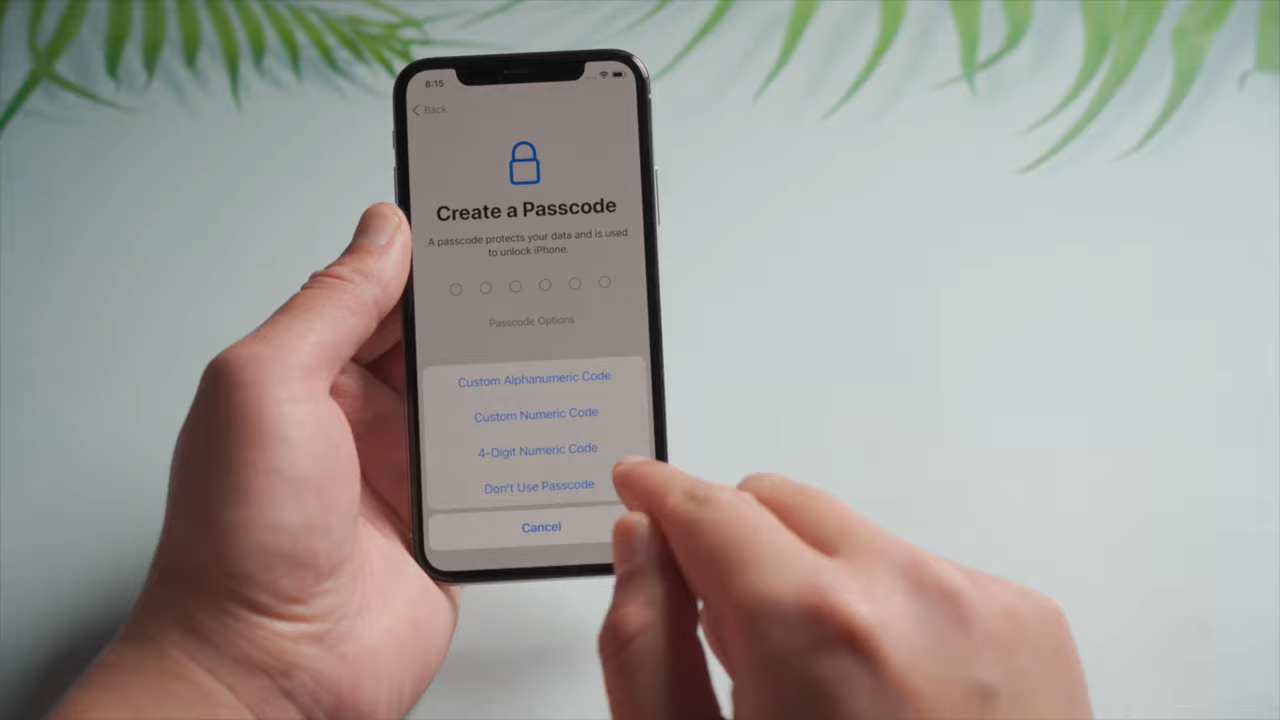 8:15
Back
Create a Passcode
A passcode protects your data and is used
to unlock iPhone.
Passcode Options
Custom Alphanumeric Code
Custom Numeric Code
4-Digit Numeric Code
Don't Use Passcode
Cancel